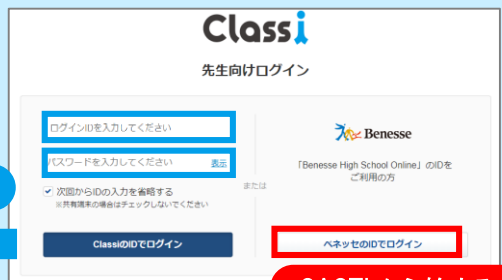 Classi
先生向けログイン
ログインIDを入力してください
パスワードを入力してください 表示
次回からIDの入力を省略する
※共有端末の場合はチェックしないでください
ClassiのIDでログイン
または
Benesse
「Benesse High School Online」のIDを
ご利用の方
ベネッセのIDでログイン